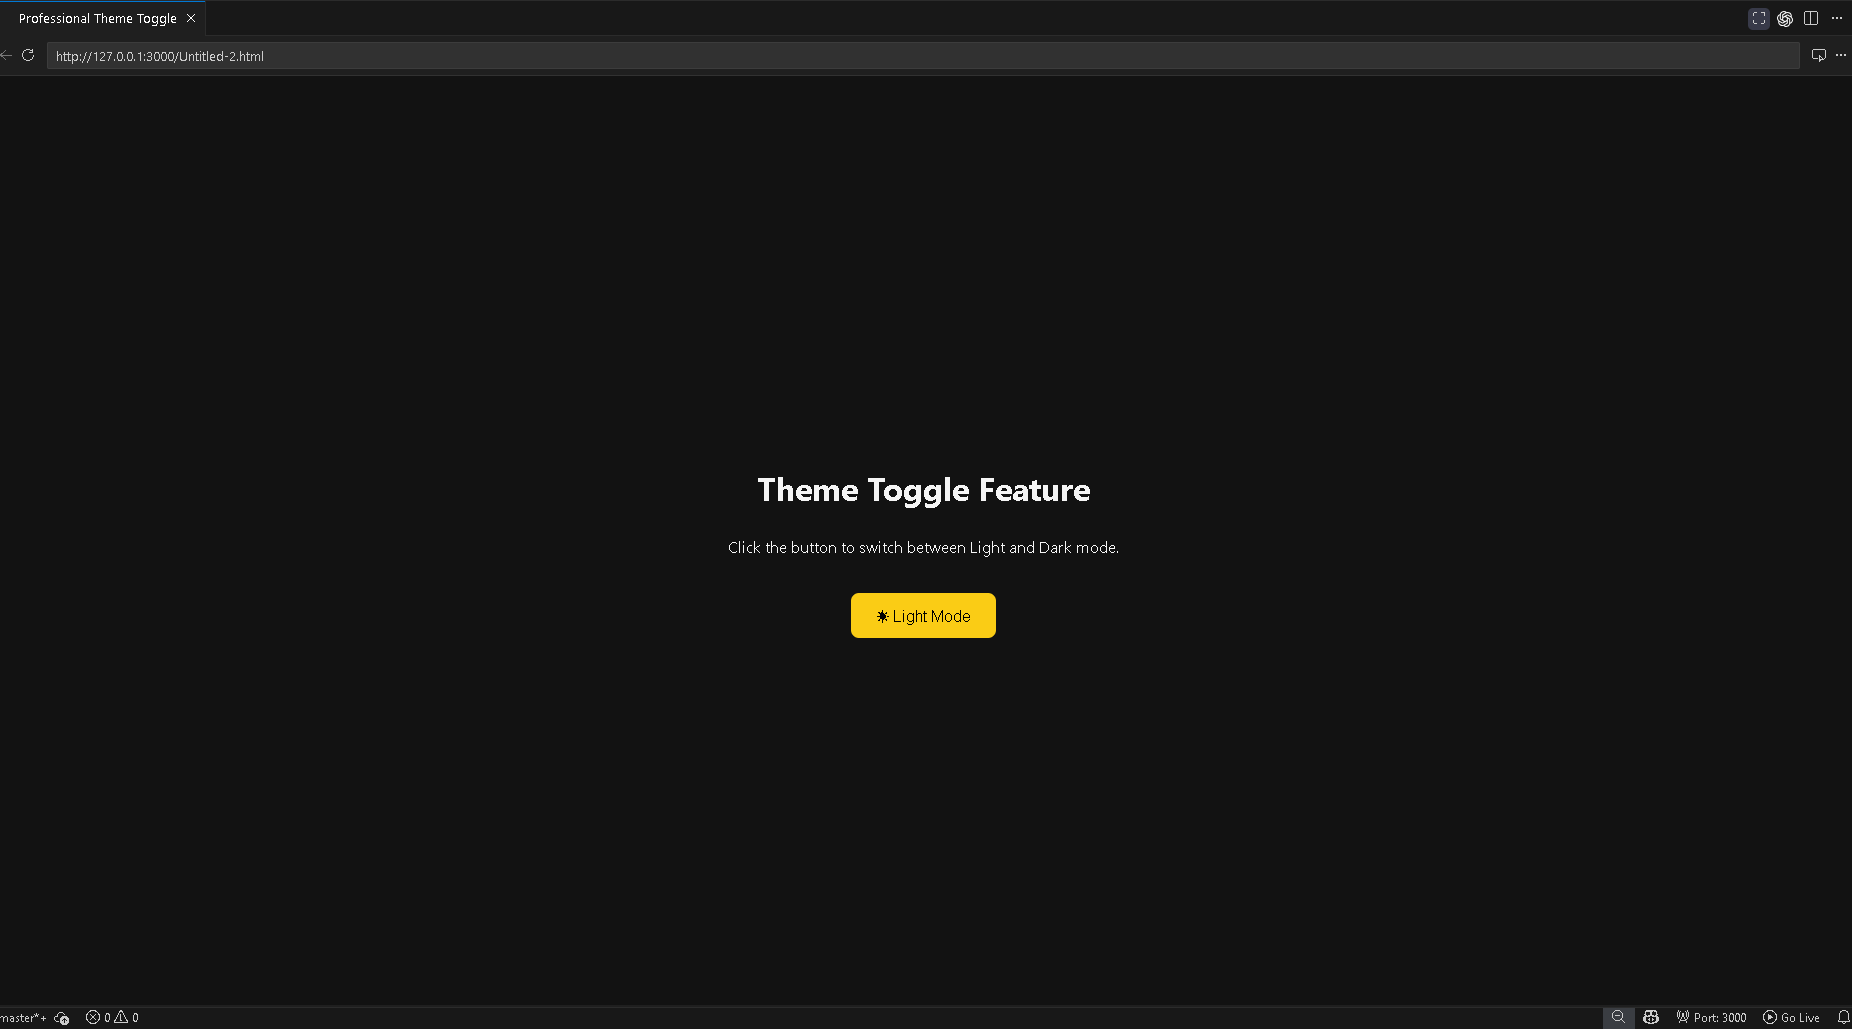 Professional Theme Toggle
http://127.0.0.1:3000/Untitled-2.html
Theme Toggle Feature
Click the button to switch between Light and Dark mode.
☀ Light Mode
master*+ 0 0 Port: 3000 Go Live